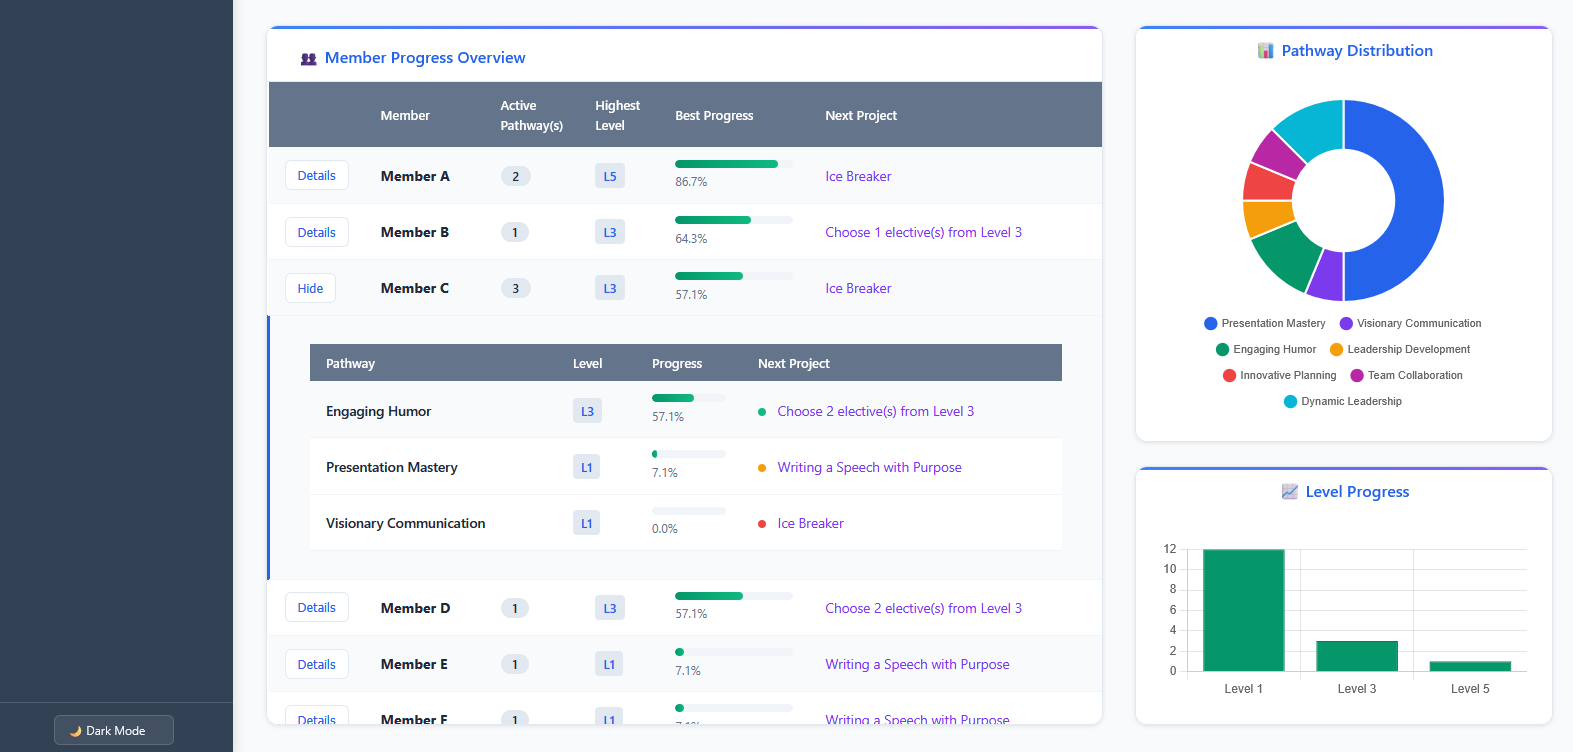 Member Progress Overview
Member
Active Pathway(s)
Highest Level
Best Progress
Next Project
Details Member A 2 L5 86.7% Ice Breaker
Details Member B 1 L3 64.3% Choose 1 elective(s) from Level 3
Hide Member C 3 L3 57.1% Ice Breaker
Pathway Level Progress Next Project
Engaging Humor L3 57.1% Choose 2 elective(s) from Level 3
Presentation Mastery L1 7.1% Writing a Speech with Purpose
Visionary Communication L1 0.0% Ice Breaker
Details Member D 1 L3 57.1% Choose 2 elective(s) from Level 3
Details Member E 1 L1 7.1% Writing a Speech with Purpose
Details Member F 1 L1 7.1% Writing a Speech with Purpose
Dark Mode
Pathway Distribution
Presentation Mastery Visionary Communication
Engaging Humor Leadership Development
Innovative Planning Team Collaboration
Dynamic Leadership
Level Progress
12
10
8
6
4
2
0
Level 1 Level 3 Level 5